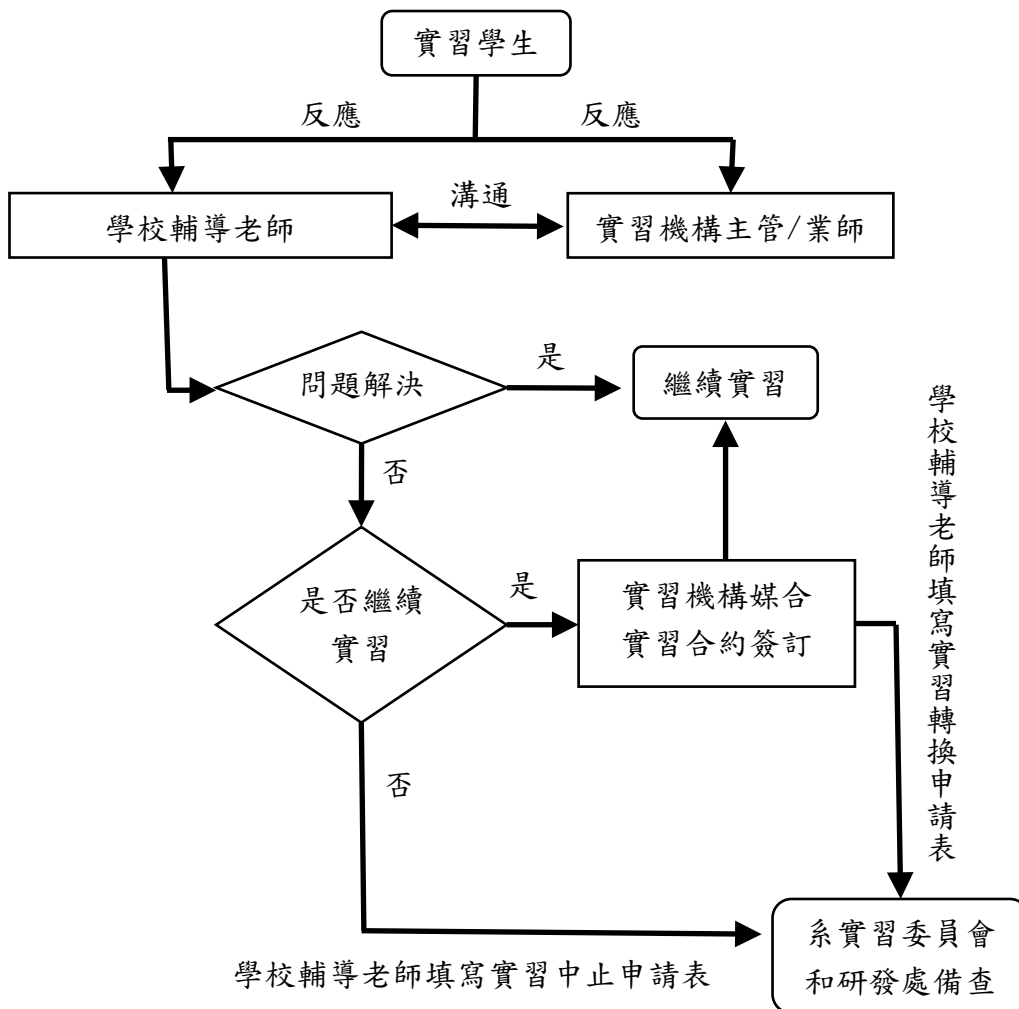 實習學生
反應
反應
學校輔導老師
溝通
實習機構主管/業師
問題解決
是
繼續實習
否
是否繼續
實習
是
實習機構媒合
實習合約簽訂
學校輔導老師填寫實習轉換申請表
否
學校輔導老師填寫實習中止申請表
系實習委員會
和研發處備查